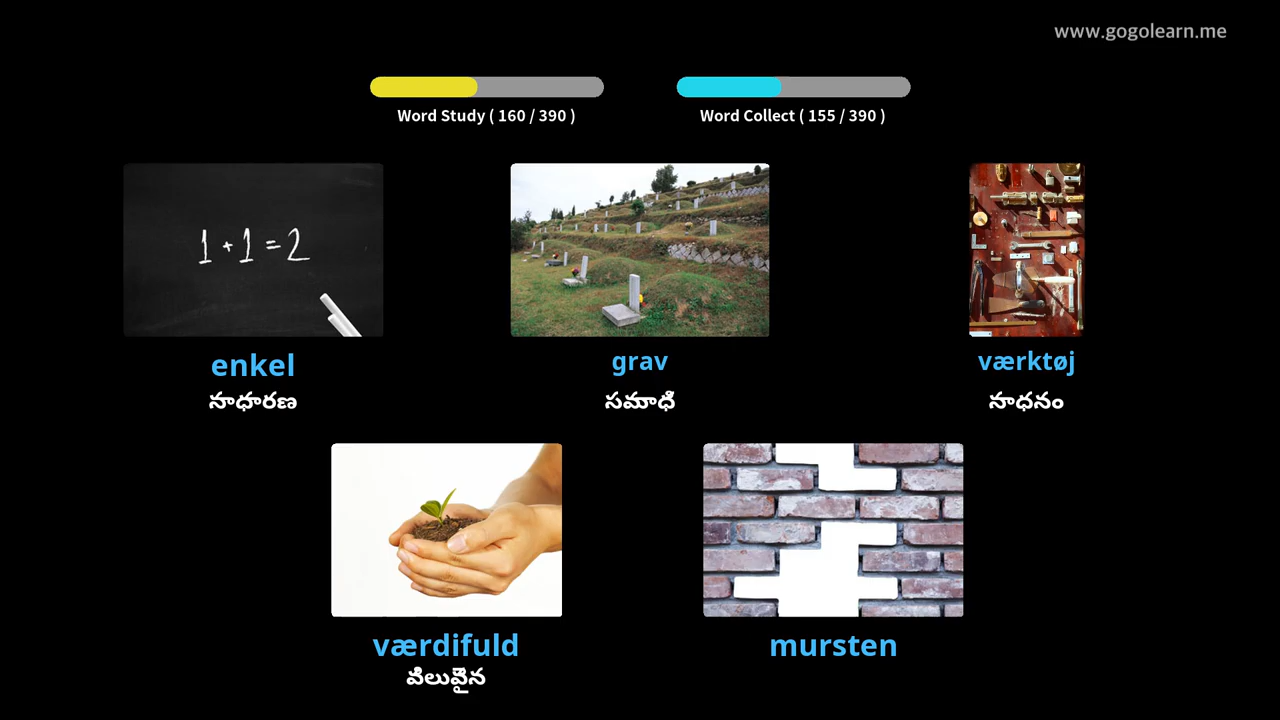 www.gogolearn.me
Word Study ( 160 / 390 )
Word Collect ( 155 / 390 )
1 + 1 = 2
enkel
grav
værktøj
సాధారణ
సమాధి
సాధనం
værdifuld
mursten
విలువైన